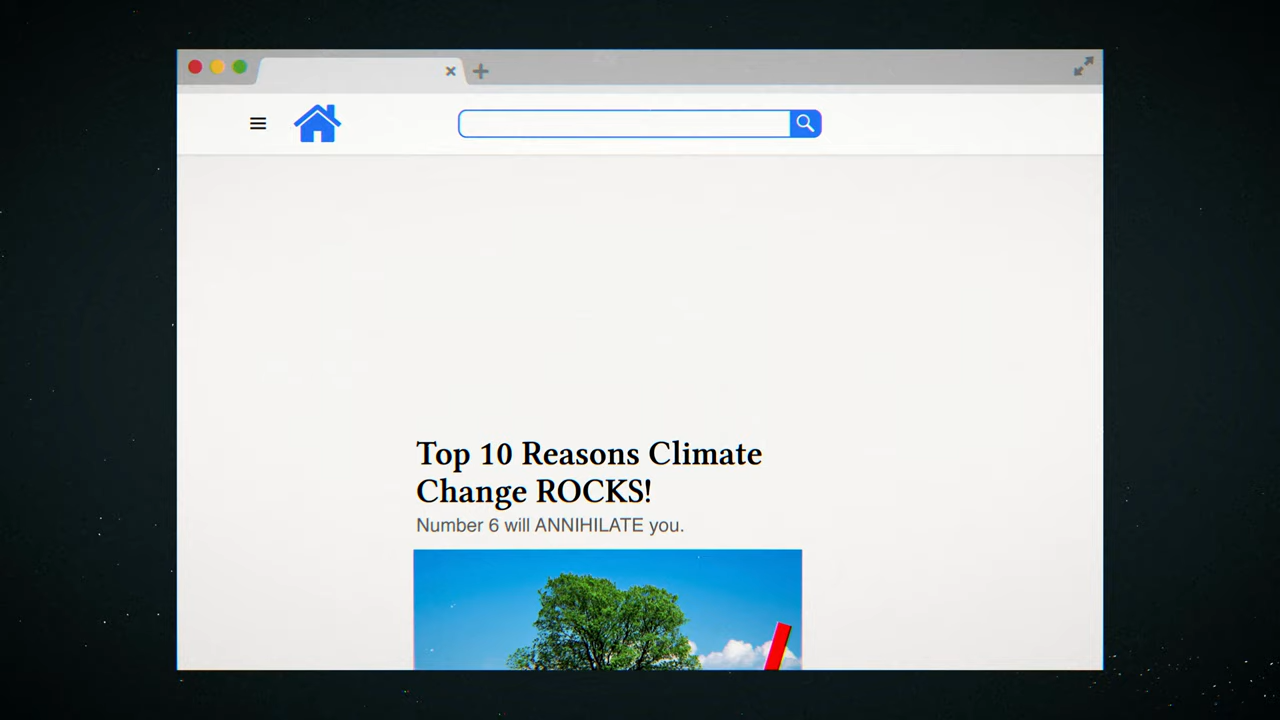 Top 10 Reasons Climate
Change ROCKS!
Number 6 will ANNIHILATE you.